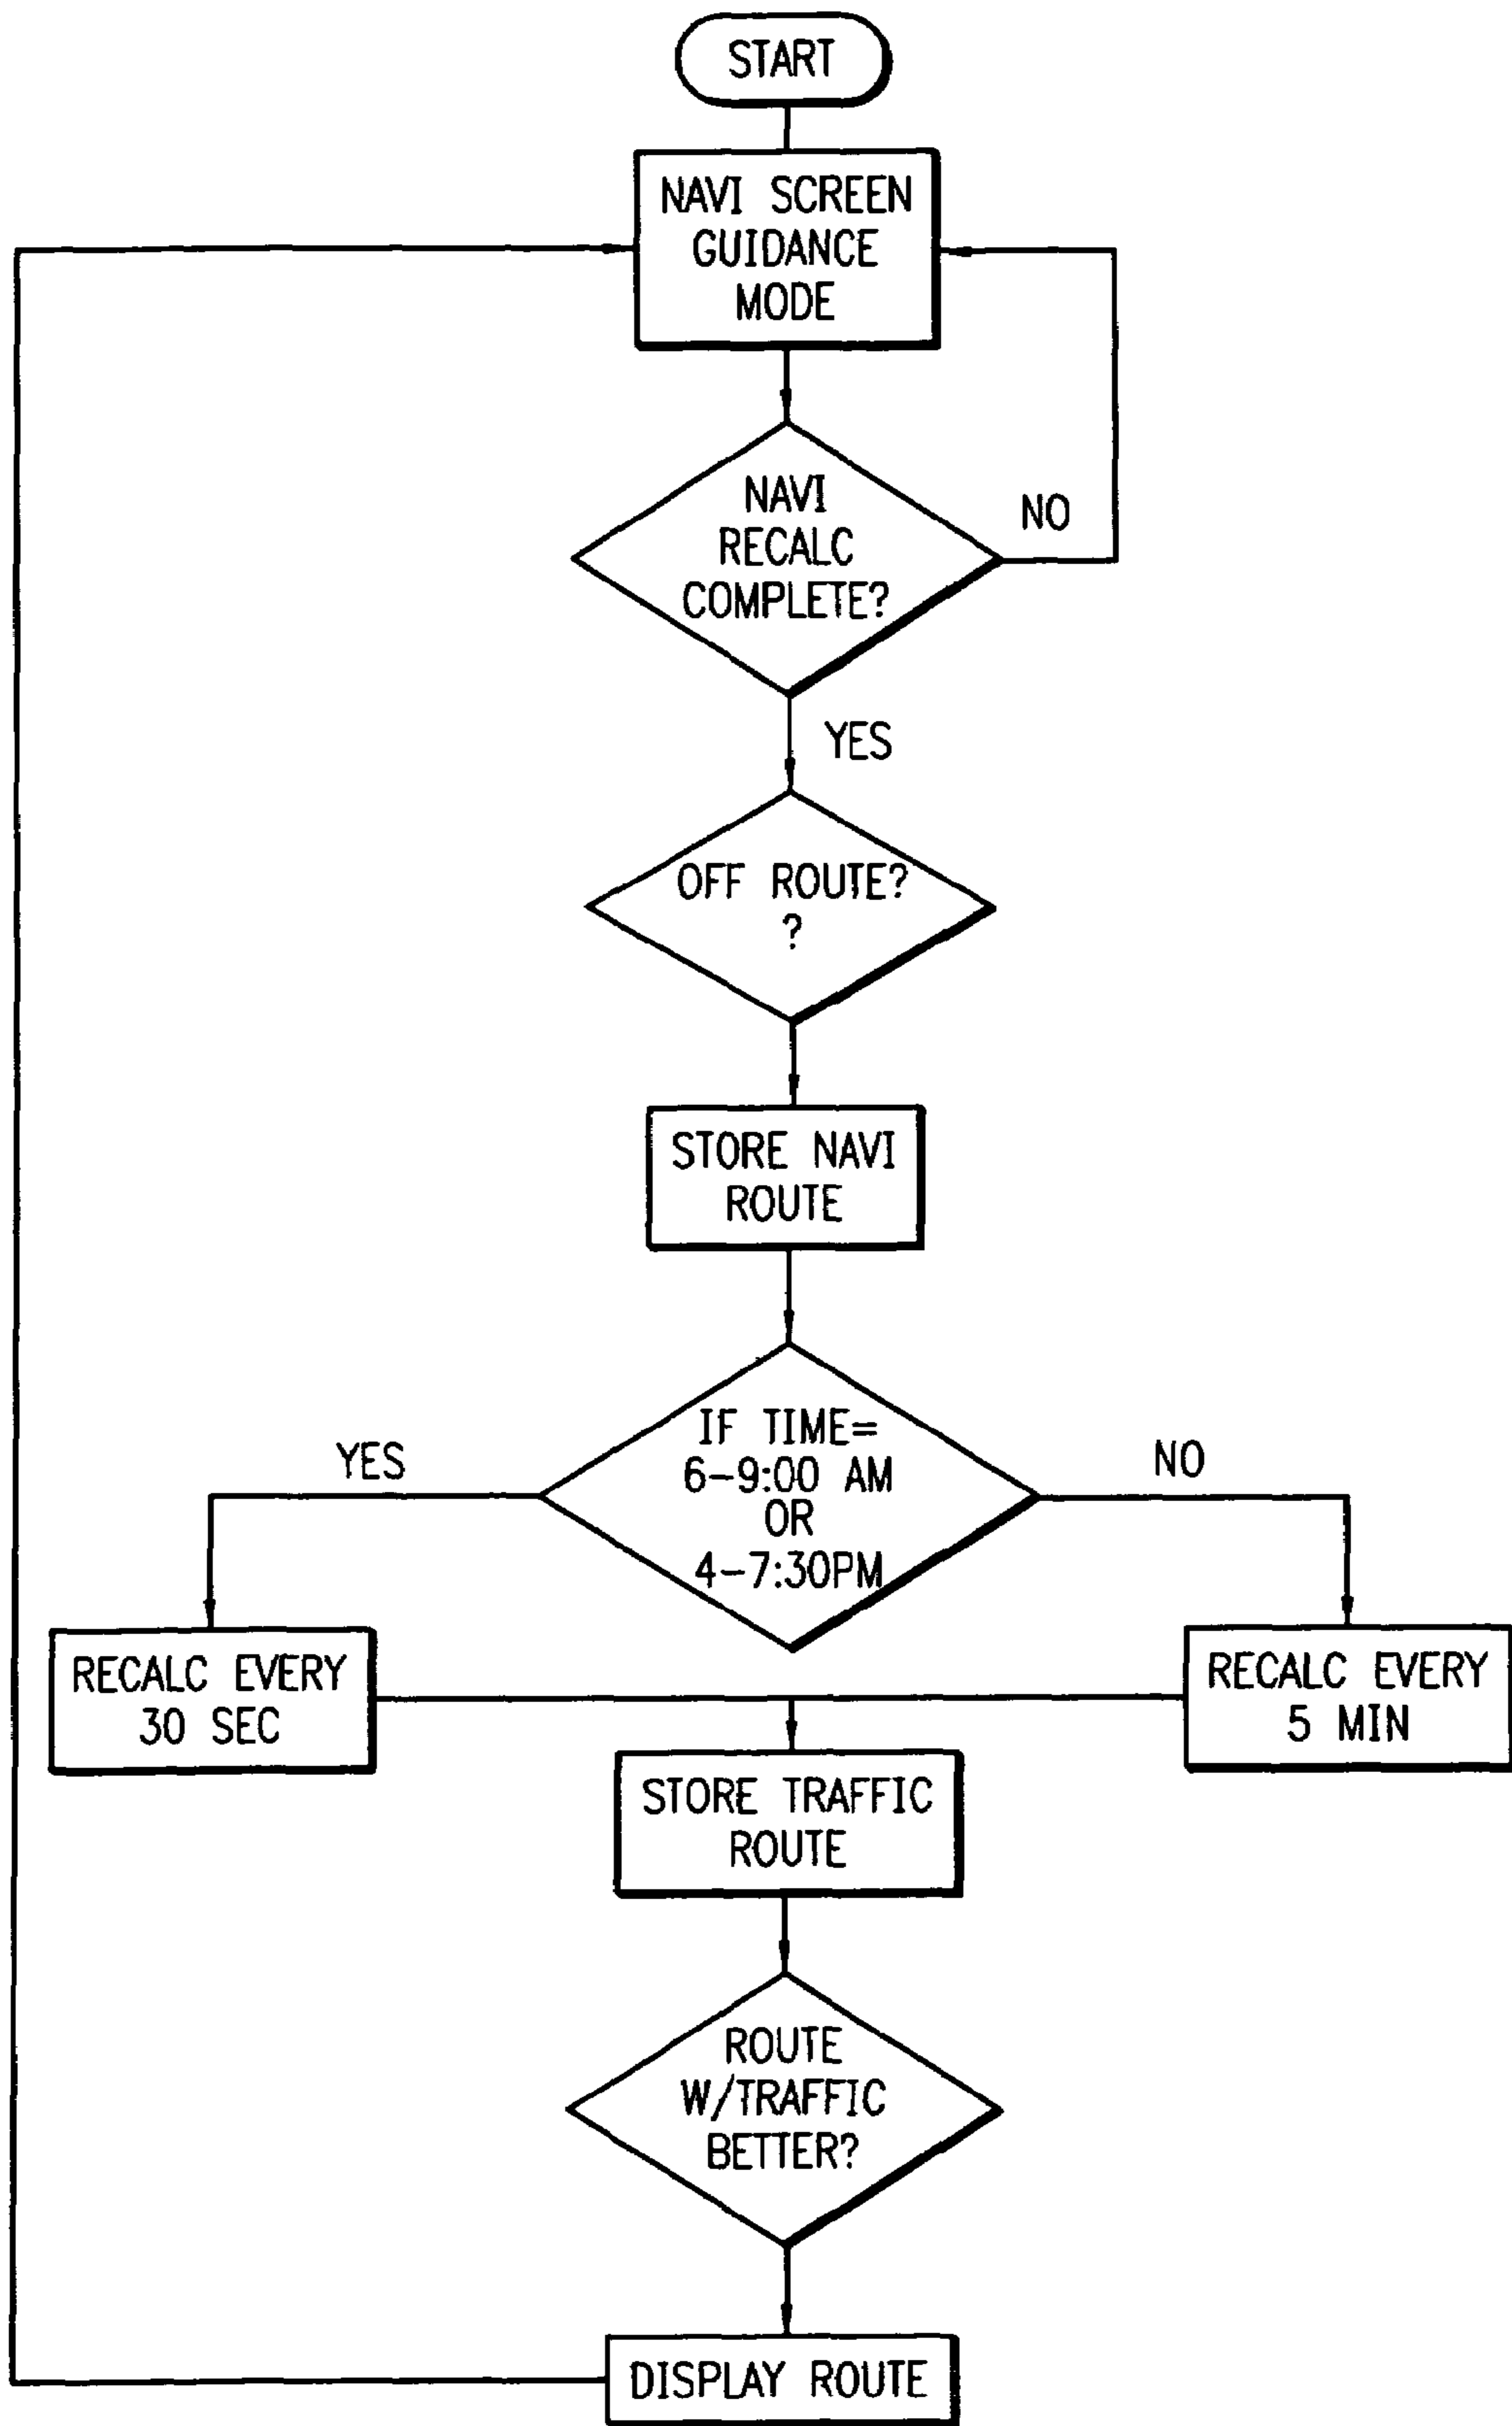 START
NAVI SCREEN
GUIDANCE
MODE
NAVI
RECALC
COMPLETE?
NO
YES
OFF ROUTE?
?
STORE NAVI
ROUTE
IF TIME=
6-9:00 AM
OR
4-7:30PM
YES
NO
RECALC EVERY
30 SEC
RECALC EVERY
5 MIN
STORE TRAFFIC
ROUTE
ROUTE
W/TRAFFIC
BETTER?
DISPLAY ROUTE